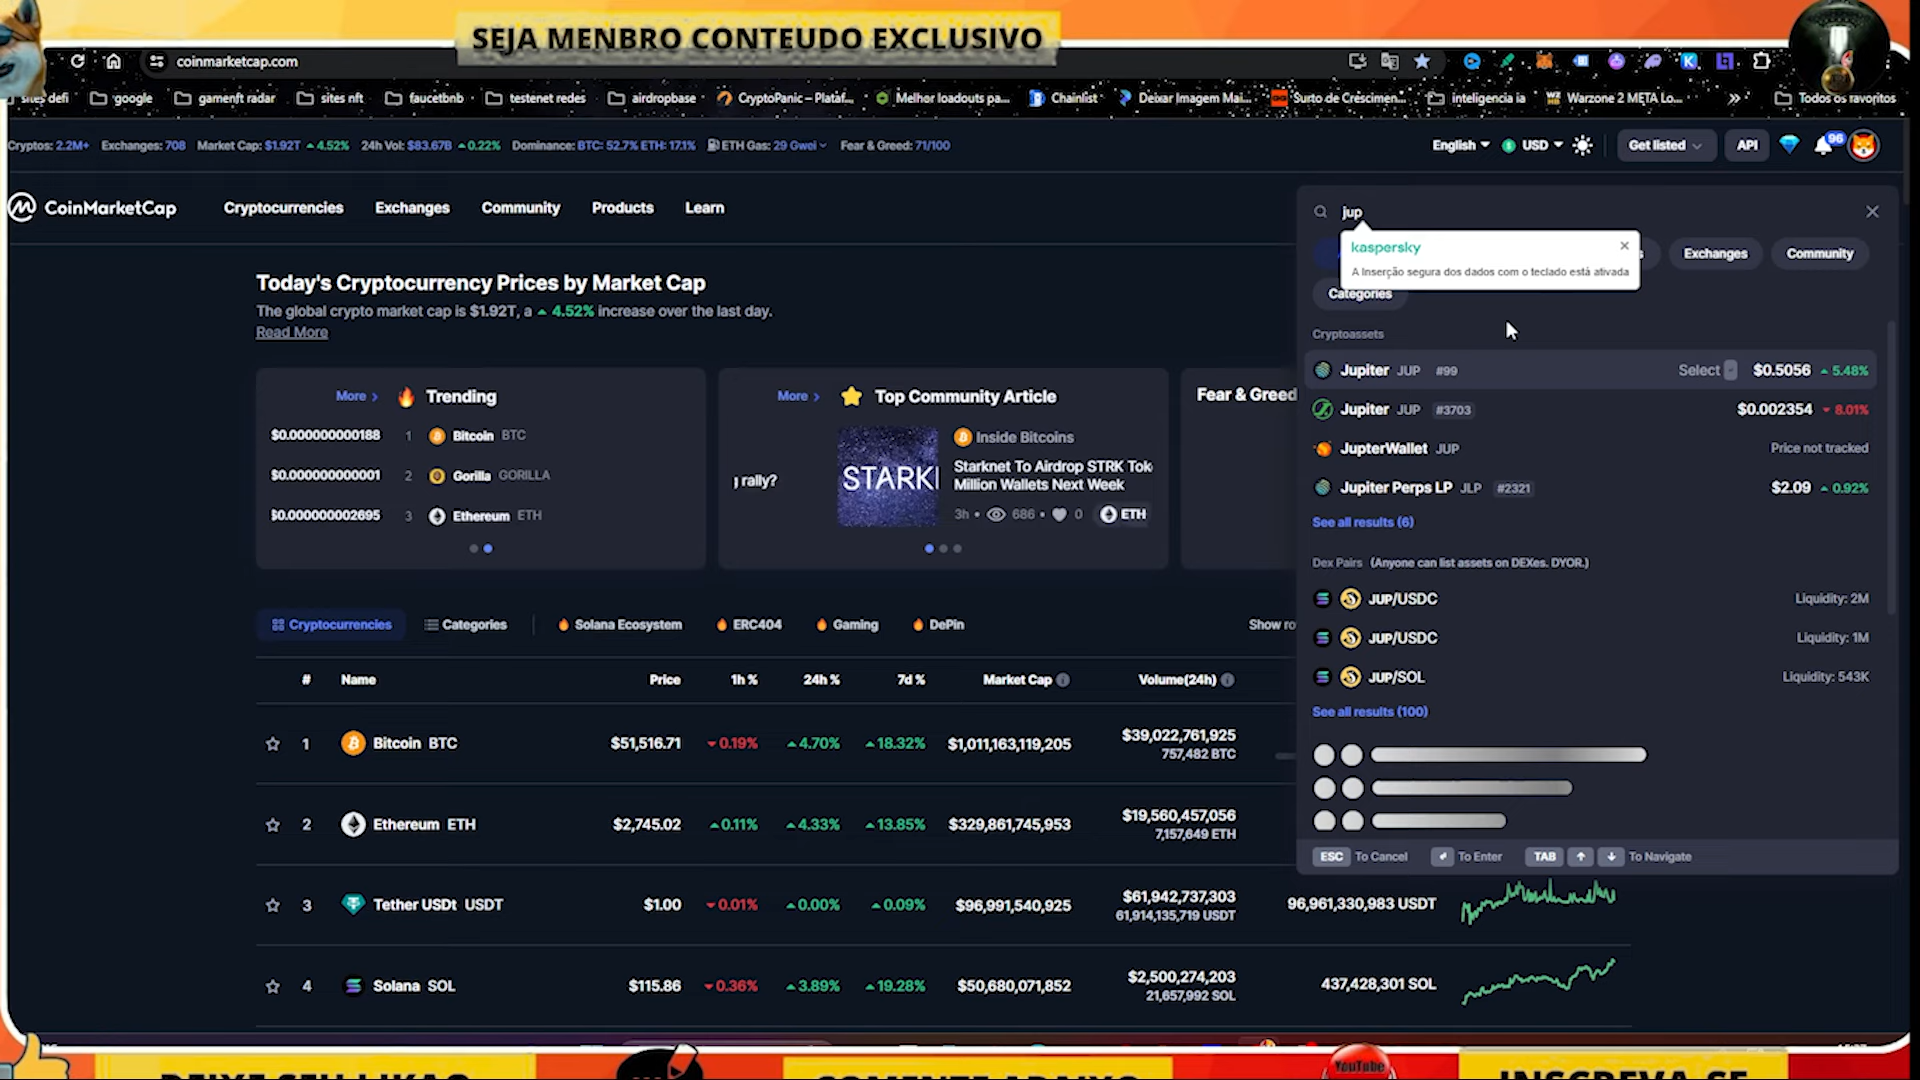 SEJA MENBRO CONTEUDO EXCLUSIVO
coinmarketcap.com
sites defi
google
gamenft radar
sites nft
faucetbnb
testenet redes
airdropbase
CryptoPanic – Plataf...
Melhor loadouts pa...
Chainlist
Deixar Imagem Mai...
Surto de Crescimen...
inteligencia ia
Warzone 2 META Lo...
Todos os favoritos
Cryptos: 2.2M+ Exchanges: 708 Market Cap: $1.92T 4.52% 24h Vol: $83.67B 0.22% Dominance: BTC: 52.7% ETH: 17.1% ETH Gas: 29 Gwei Fear & Greed: 71/100
English USD Get listed API 96
CoinMarketCap Cryptocurrencies Exchanges Community Products Learn
jup
kaspersky
A Inserção segura dos dados com o teclado está ativada
Exchanges Community
Categories
Today's Cryptocurrency Prices by Market Cap
The global crypto market cap is $1.92T, a 4.52% increase over the last day.
Read More
More > Trending
$0.000000000188 1 Bitcoin BTC
$0.000000000001 2 Gorilla GORILLA
$0.000000002695 3 Ethereum ETH
More > Top Community Article
rally?
STARKI
Inside Bitcoins
Starknet To Airdrop STRK Tok
Million Wallets Next Week
3h • 686 • 0 ETH
Fear & Greed
Cryptoassets
Jupiter JUP #99 Select $0.5056 5.48%
Jupiter JUP #3703 $0.002354 8.01%
JupterWallet JUP Price not tracked
Jupiter Perps LP JLP #2321 $2.09 0.92%
See all results (6)
Dex Pairs (Anyone can list assets on DEXes. DYOR.)
JUP/USDC Liquidity: 2M
JUP/USDC Liquidity: 1M
JUP/SOL Liquidity: 543K
See all results (100)
ESC To Cancel To Enter TAB To Navigate
Cryptocurrencies Categories Solana Ecosystem ERC404 Gaming DePin Show ro
# Name Price 1h % 24h % 7d % Market Cap Volume(24h)
1 Bitcoin BTC $51,516.71 0.19% 4.70% 18.32% $1,011,163,119,205 $39,022,761,925
757,482 BTC
2 Ethereum ETH $2,745.02 0.11% 4.33% 13.85% $329,861,745,953 $19,560,457,056
7,157,649 ETH
3 Tether USDt USDT $1.00 0.01% 0.00% 0.09% $96,991,540,925 $61,942,737,303 96,961,330,983 USDT
61,914,135,719 USDT
4 Solana SOL $115.86 0.36% 3.89% 19.28% $50,680,071,852 $2,500,274,203 437,428,301 SOL
21,657,992 SOL
DEIXE SEU LIKAO
COMENTE ABAIXO
YouTube
INSCREVA-SE